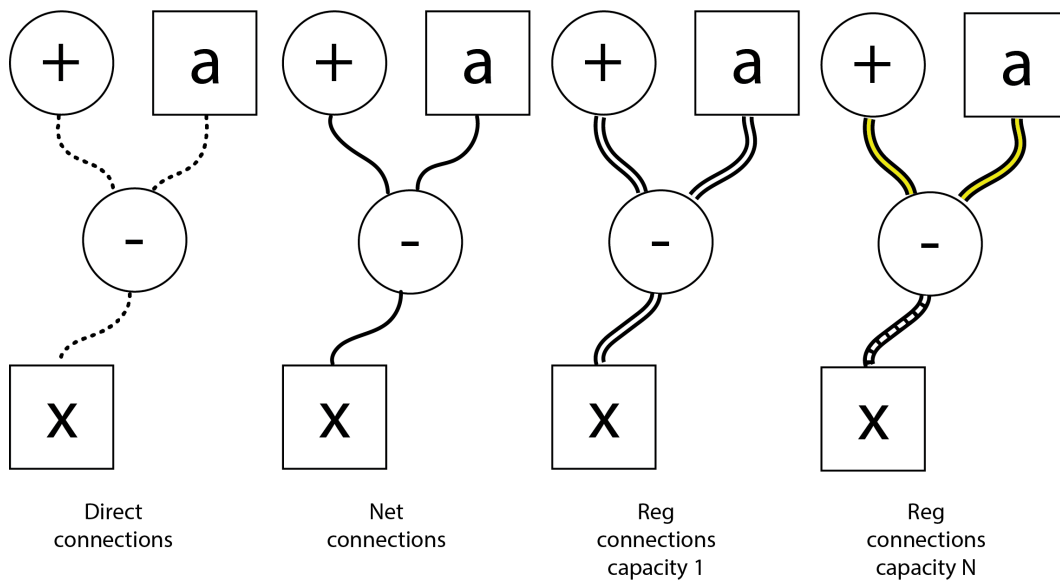 + a + a + a + a
- - - -
x x x x
Direct
connections
Net
connections
Reg
connections
capacity 1
Reg
connections
capacity N